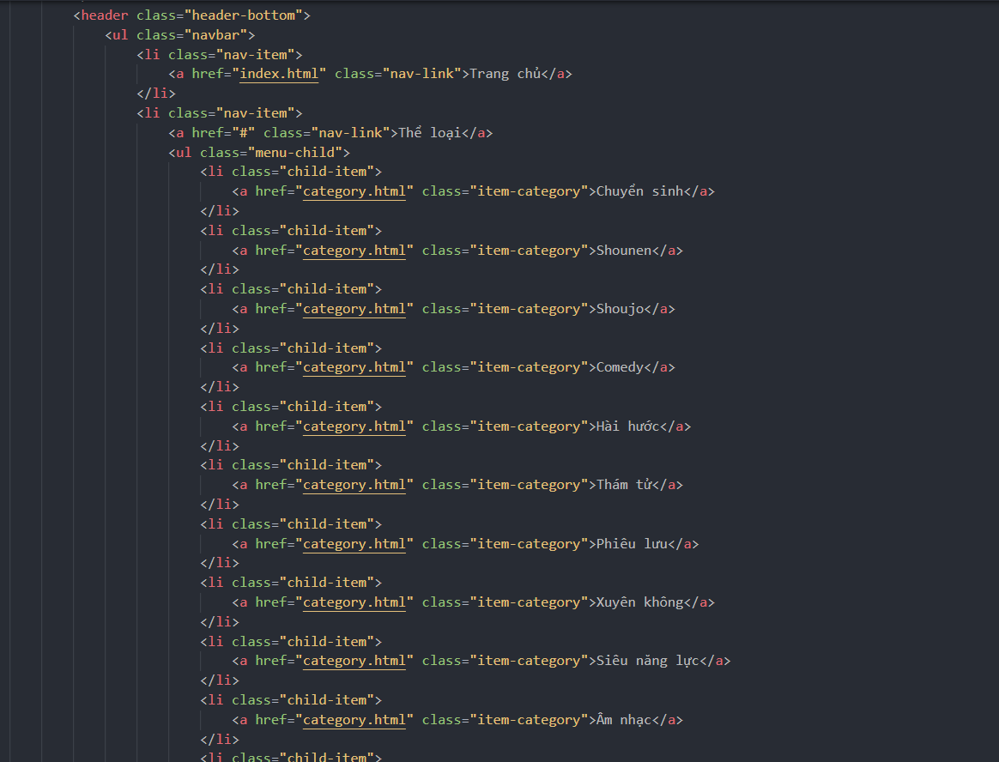 <header class="header-bottom">
<ul class="navbar">
<li class="nav-item">
<a href="index.html" class="nav-link">Trang chủ</a>
</li>
<li class="nav-item">
<a href="#" class="nav-link">Thể loại</a>
<ul class="menu-child">
<li class="child-item">
<a href="category.html" class="item-category">Chuyển sinh</a>
</li>
<li class="child-item">
<a href="category.html" class="item-category">Shounen</a>
</li>
<li class="child-item">
<a href="category.html" class="item-category">Shoujo</a>
</li>
<li class="child-item">
<a href="category.html" class="item-category">Comedy</a>
</li>
<li class="child-item">
<a href="category.html" class="item-category">Hài hước</a>
</li>
<li class="child-item">
<a href="category.html" class="item-category">Thám tử</a>
</li>
<li class="child-item">
<a href="category.html" class="item-category">Phiêu lưu</a>
</li>
<li class="child-item">
<a href="category.html" class="item-category">Xuyên không</a>
</li>
<li class="child-item">
<a href="category.html" class="item-category">Siêu năng lực</a>
</li>
<li class="child-item">
<a href="category.html" class="item-category">Âm nhạc</a>
</li>
<li class="child-item">